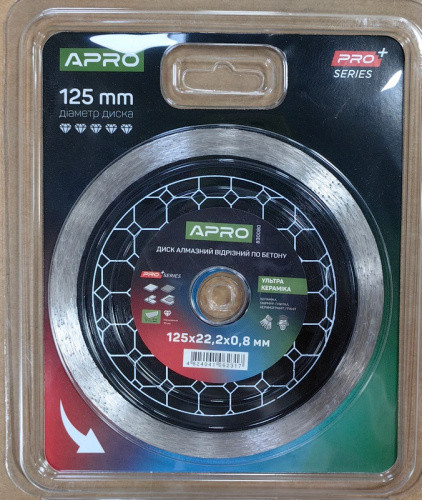 APRO
PRO+
SERIES
125 mm
діаметр диска
APRO
830080
ДИСК АЛМАЗНИЙ ВІДРІЗНИЙ ПО БЕТОНУ
PRO+ SERIES
УЛЬТРА
КЕРАМІКА
125x22,2x0,8 мм